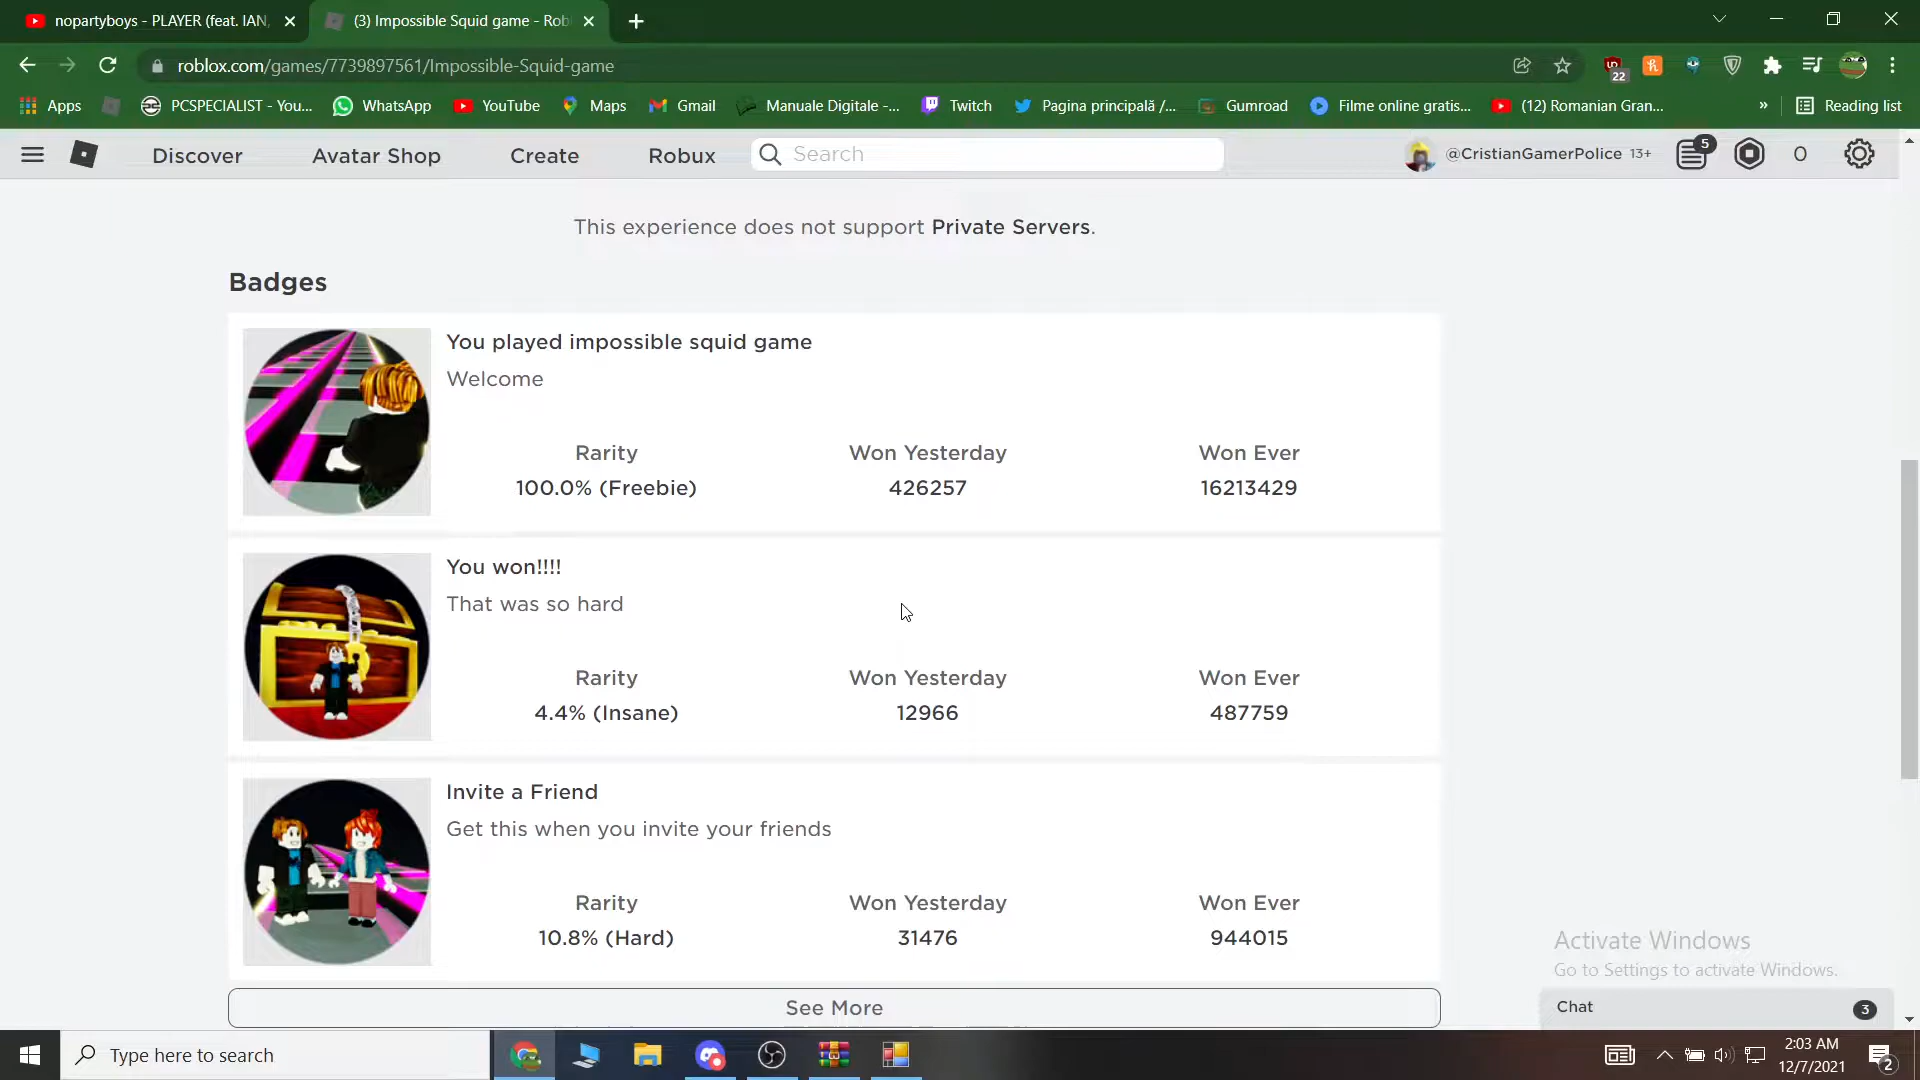 nopartyboys - PLAYER (feat. IAN,
(3) Impossible Squid game - Rob
roblox.com/games/7739897561/Impossible-Squid-game
22
Apps
PCSPECIALIST - You...
WhatsApp
YouTube
Maps
Gmail
Manuale Digitale -...
Twitch
Pagina principală /...
Gumroad
Filme online gratis...
(12) Romanian Gran...
»
Reading list
Discover
Avatar Shop
Create
Robux
Search
@CristianGamerPolice 13+
5
0
This experience does not support Private Servers.
Badges
You played impossible squid game
Welcome
Rarity
Won Yesterday
Won Ever
100.0% (Freebie)
426257
16213429
You won!!!!
That was so hard
Rarity
Won Yesterday
Won Ever
4.4% (Insane)
12966
487759
Invite a Friend
Get this when you invite your friends
Rarity
Won Yesterday
Won Ever
10.8% (Hard)
31476
944015
See More
Activate Windows
Go to Settings to activate Windows.
Chat
3
Type here to search
2:03 AM
12/7/2021
2